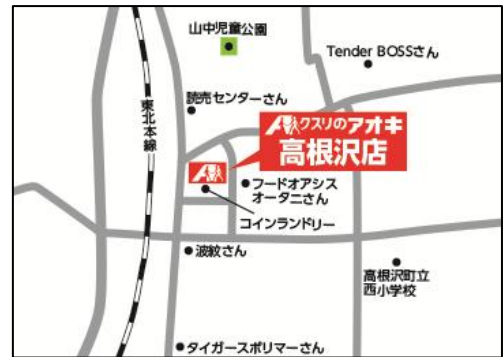 山中児童公園
Tender BOSSさん
東北本線
読売センターさん
クスリのアオキ
高根沢店
フードオアシス
オータニさん
コインランドリー
波紋さん
高根沢町立
西小学校
タイガースポリマーさん